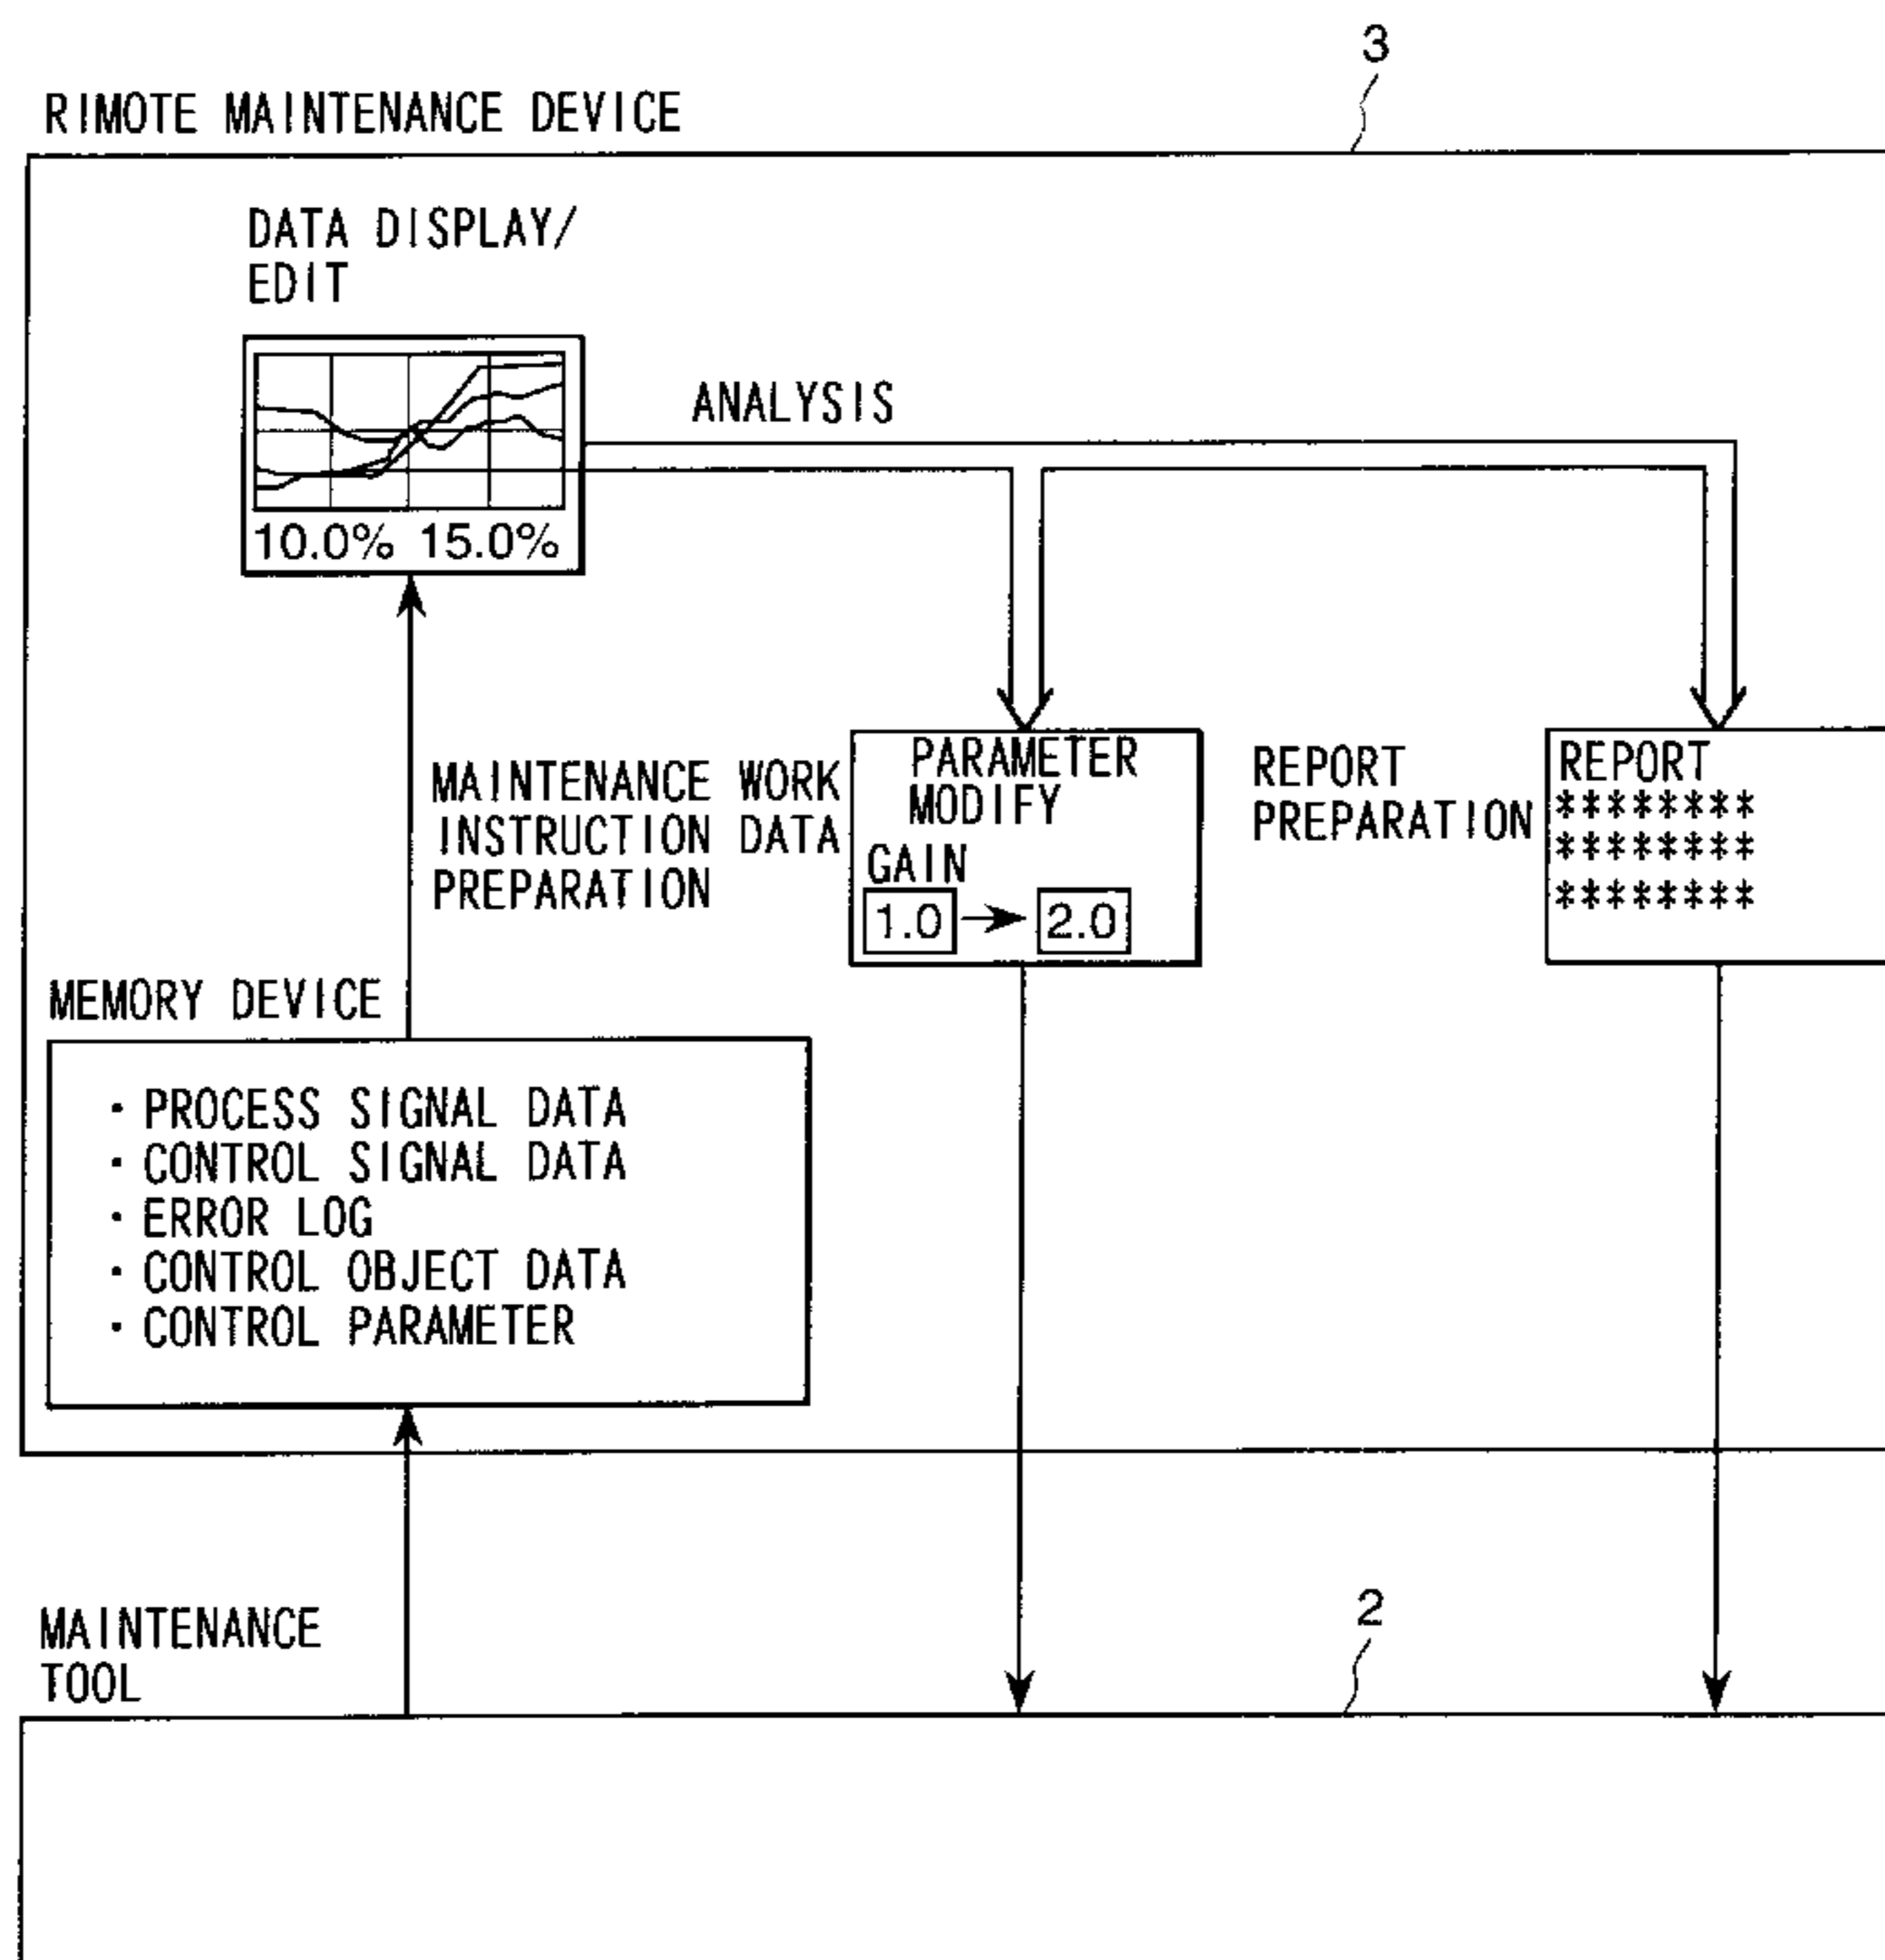 3
RIMOTE MAINTENANCE DEVICE
DATA DISPLAY/
EDIT
10.0% 15.0%
ANALYSIS
MAINTENANCE WORK
INSTRUCTION DATA
PREPARATION
PARAMETER
MODIFY
GAIN
1.0 2.0
REPORT
PREPARATION
REPORT
********
********
********
MEMORY DEVICE
・PROCESS SIGNAL DATA
・CONTROL SIGNAL DATA
・ERROR LOG
・CONTROL OBJECT DATA
・CONTROL PARAMETER
MAINTENANCE
TOOL
2